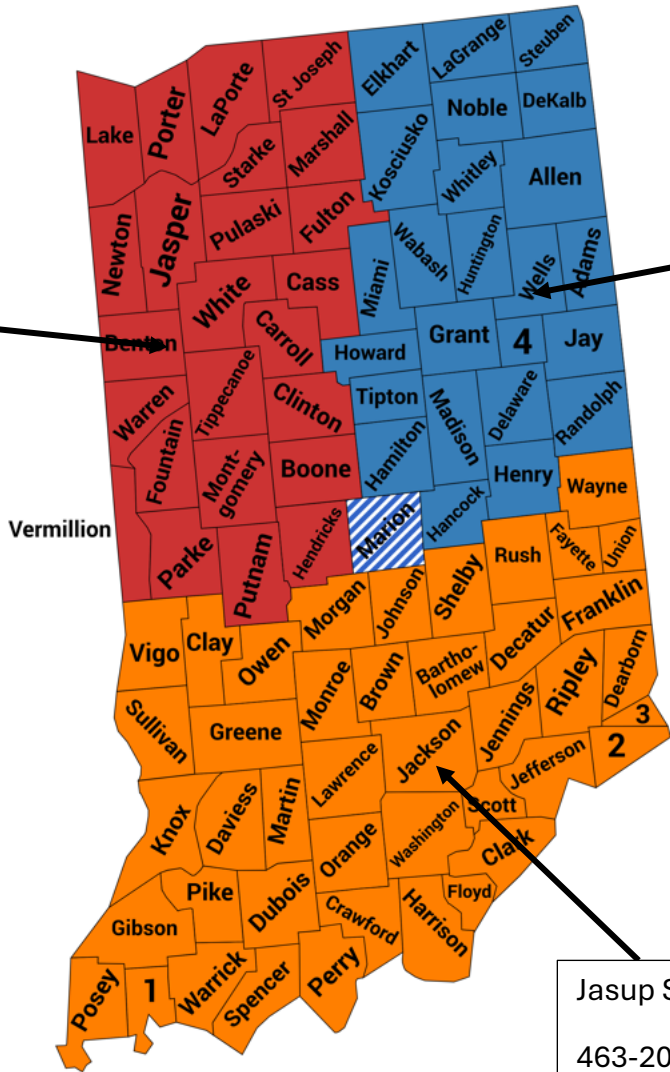 Steuben
LaGrange
Elkhart
St Joseph
LaPorte
Porter
Lake
Noble
DeKalb
Marshall
Starke
Kosciusko
Whitley
Allen
Newton
Jasper
Pulaski
Fulton
Wabash
Huntington
Wells
Adams
Miami
White
Cass
Carroll
Benton
Howard
Grant
4
Jay
Warren
Tippecanoe
Clinton
Tipton
Madison
Delaware
Randolph
Fountain
Mont-
gomery
Boone
Hamilton
Henry
Wayne
Vermillion
Parke
Putnam
Hendricks
Marion
Hancock
Rush
Fayette
Union
Vigo
Clay
Owen
Morgan
Johnson
Shelby
Decatur
Franklin
Sullivan
Greene
Monroe
Brown
Bartho-
lomew
Jennings
Ripley
Dearborn
3
2
Knox
Daviess
Martin
Lawrence
Jackson
Scott
Jefferson
Washington
Orange
Clark
Pike
Dubois
Crawford
Harrison
Floyd
Gibson
Posey
1
Warrick
Spencer
Perry
Jasup S
463-20